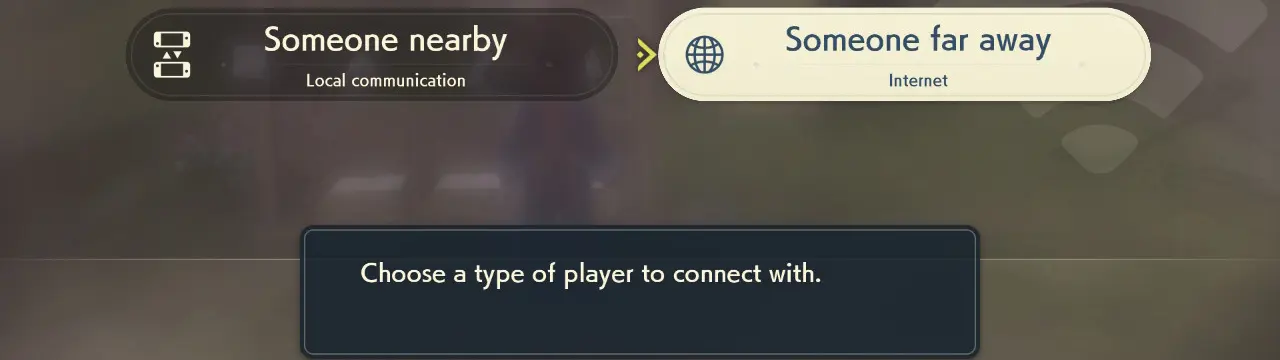 Someone nearby
Local communication
Someone far away
Internet
Choose a type of player to connect with.